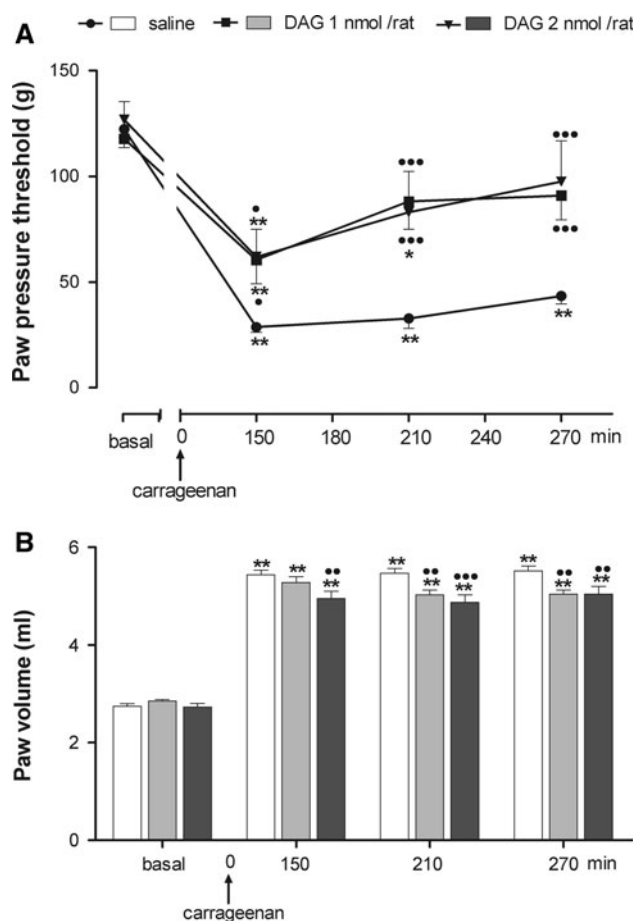 saline DAG 1 nmol /rat DAG 2 nmol /rat
A
Paw pressure threshold (g)
150
100
50
0
•••
•••
•
**
•••
*
•••
**
•
**
**
**
basal 0 150 180 210 240 270 min
carrageenan
B
Paw volume (ml)
6
4
2
0
** ** •• ** ** •• ** ••• ** ** •• ** •• **
basal 0 150 210 270 min
carrageenan